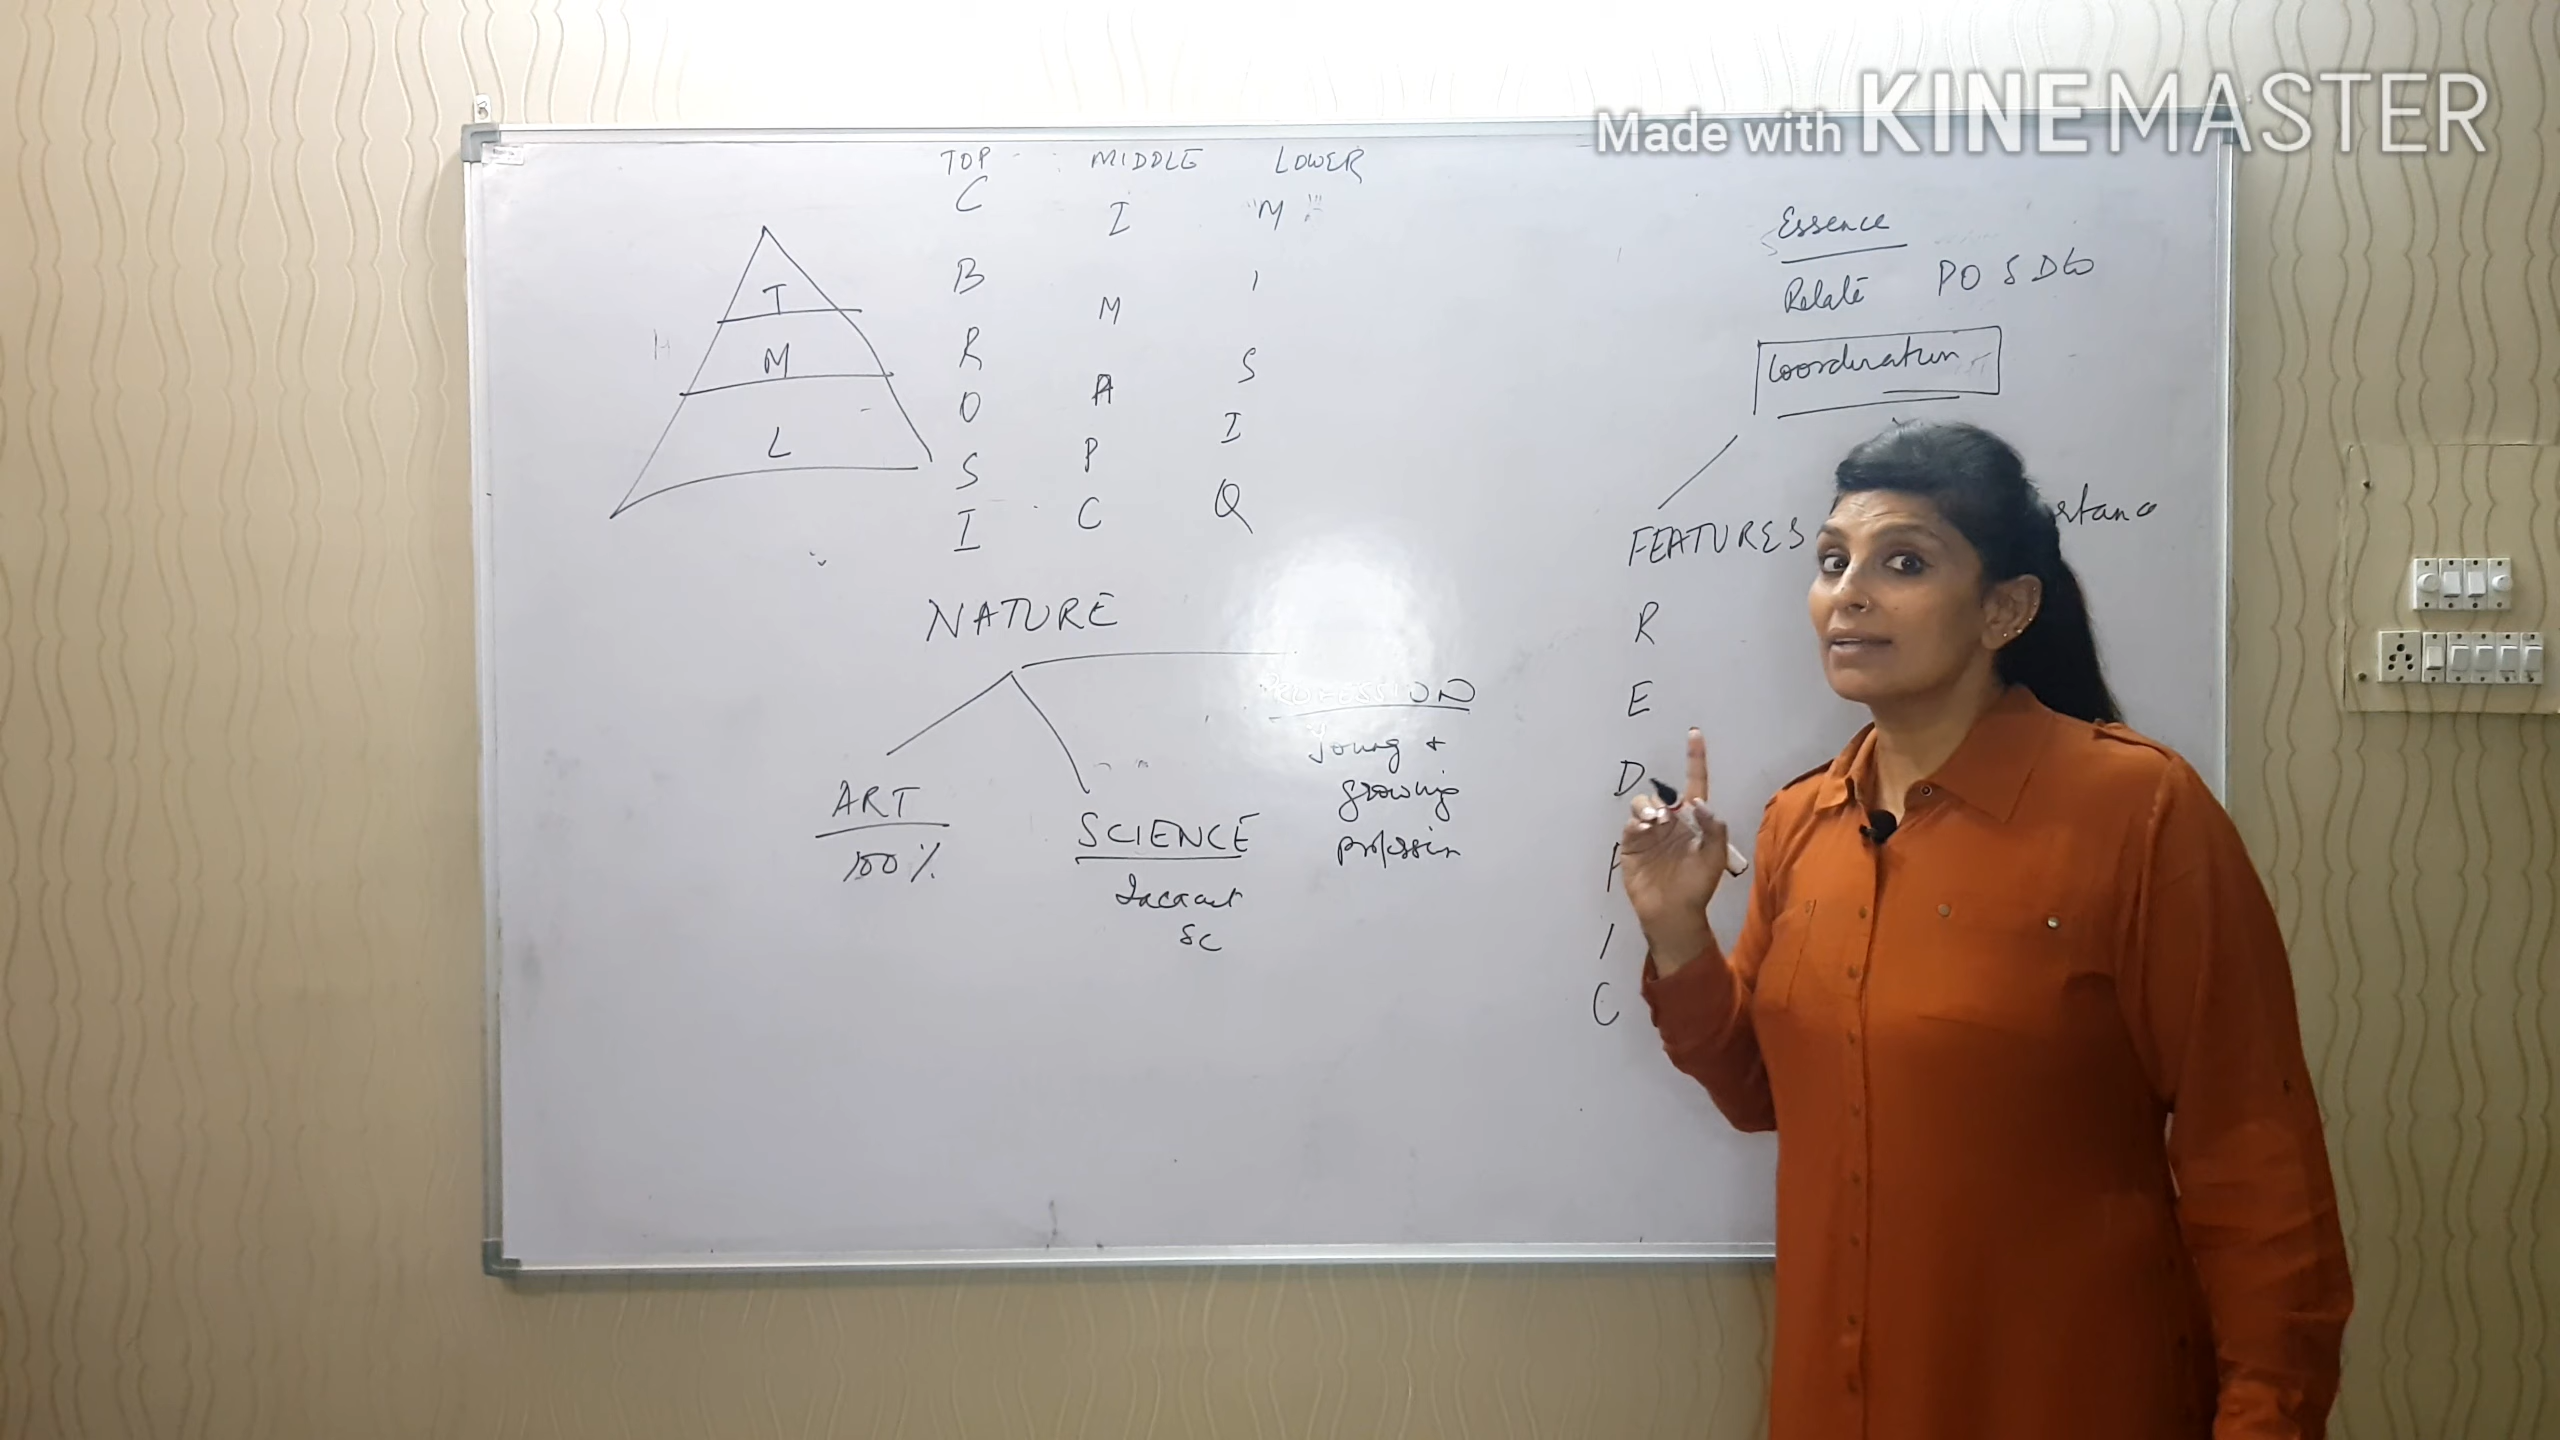 Made with KINEMASTER
TOP MIDDLE LOWER
C I "M"
B M I
R A S
O P I
S C Q
I
T
M
L
NATURE
ART
100%
SCIENCE
Inexact
Sc
PROFESSION
Young +
growing
profession
Essence
Relate PO S D
Coordination
FEATURES
R
E
D
I
C